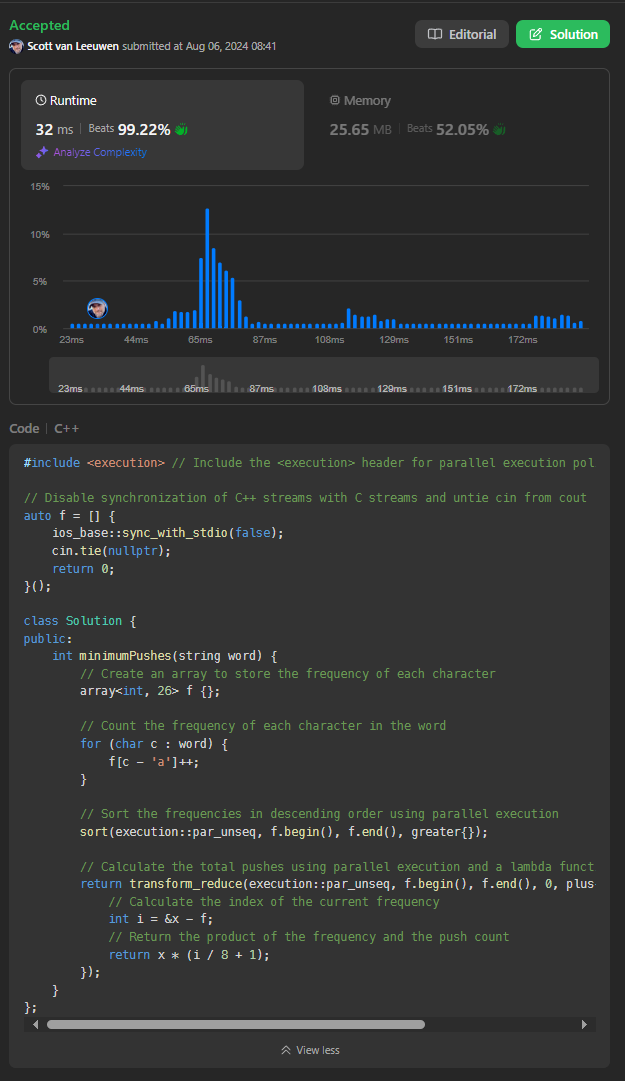 Accepted
Scott van Leeuwen submitted at Aug 06, 2024 08:41
Editorial
Solution
Runtime
32 ms | Beats 99.22%
Analyze Complexity
Memory
25.65 MB | Beats 52.05%
15%
10%
5%
0%
23ms 44ms 65ms 87ms 108ms 129ms 151ms 172ms
23ms 44ms 65ms 87ms 108ms 129ms 151ms 172ms
Code | C++
#include <execution> // Include the <execution> header for parallel execution pol
// Disable synchronization of C++ streams with C streams and untie cin from cout
auto f = [] {
    ios_base::sync_with_stdio(false);
    cin.tie(nullptr);
    return 0;
}();
class Solution {
public:
    int minimumPushes(string word) {
        // Create an array to store the frequency of each character
        array<int, 26> f {};
        // Count the frequency of each character in the word
        for (char c : word) {
            f[c - 'a']++;
        }
        // Sort the frequencies in descending order using parallel execution
        sort(execution::par_unseq, f.begin(), f.end(), greater{});
        // Calculate the total pushes using parallel execution and a lambda funct
        return transform_reduce(execution::par_unseq, f.begin(), f.end(), 0, plus
            // Calculate the index of the current frequency
            int i = &x - f;
            // Return the product of the frequency and the push count
            return x * (i / 8 + 1);
        });
    }
};
View less